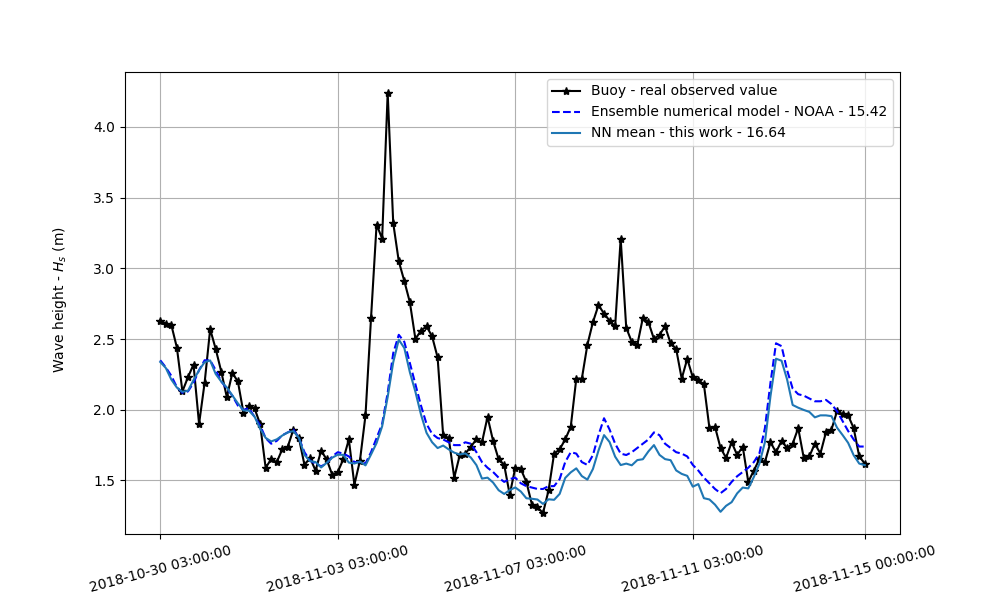 Buoy - real observed value
Ensemble numerical model - NOAA - 15.42
NN mean - this work - 16.64
Wave height - Hs (m)
4.0
3.5
3.0
2.5
2.0
1.5
2018-10-30 03:00:00
2018-11-03 03:00:00
2018-11-07 03:00:00
2018-11-11 03:00:00
2018-11-15 00:00:00